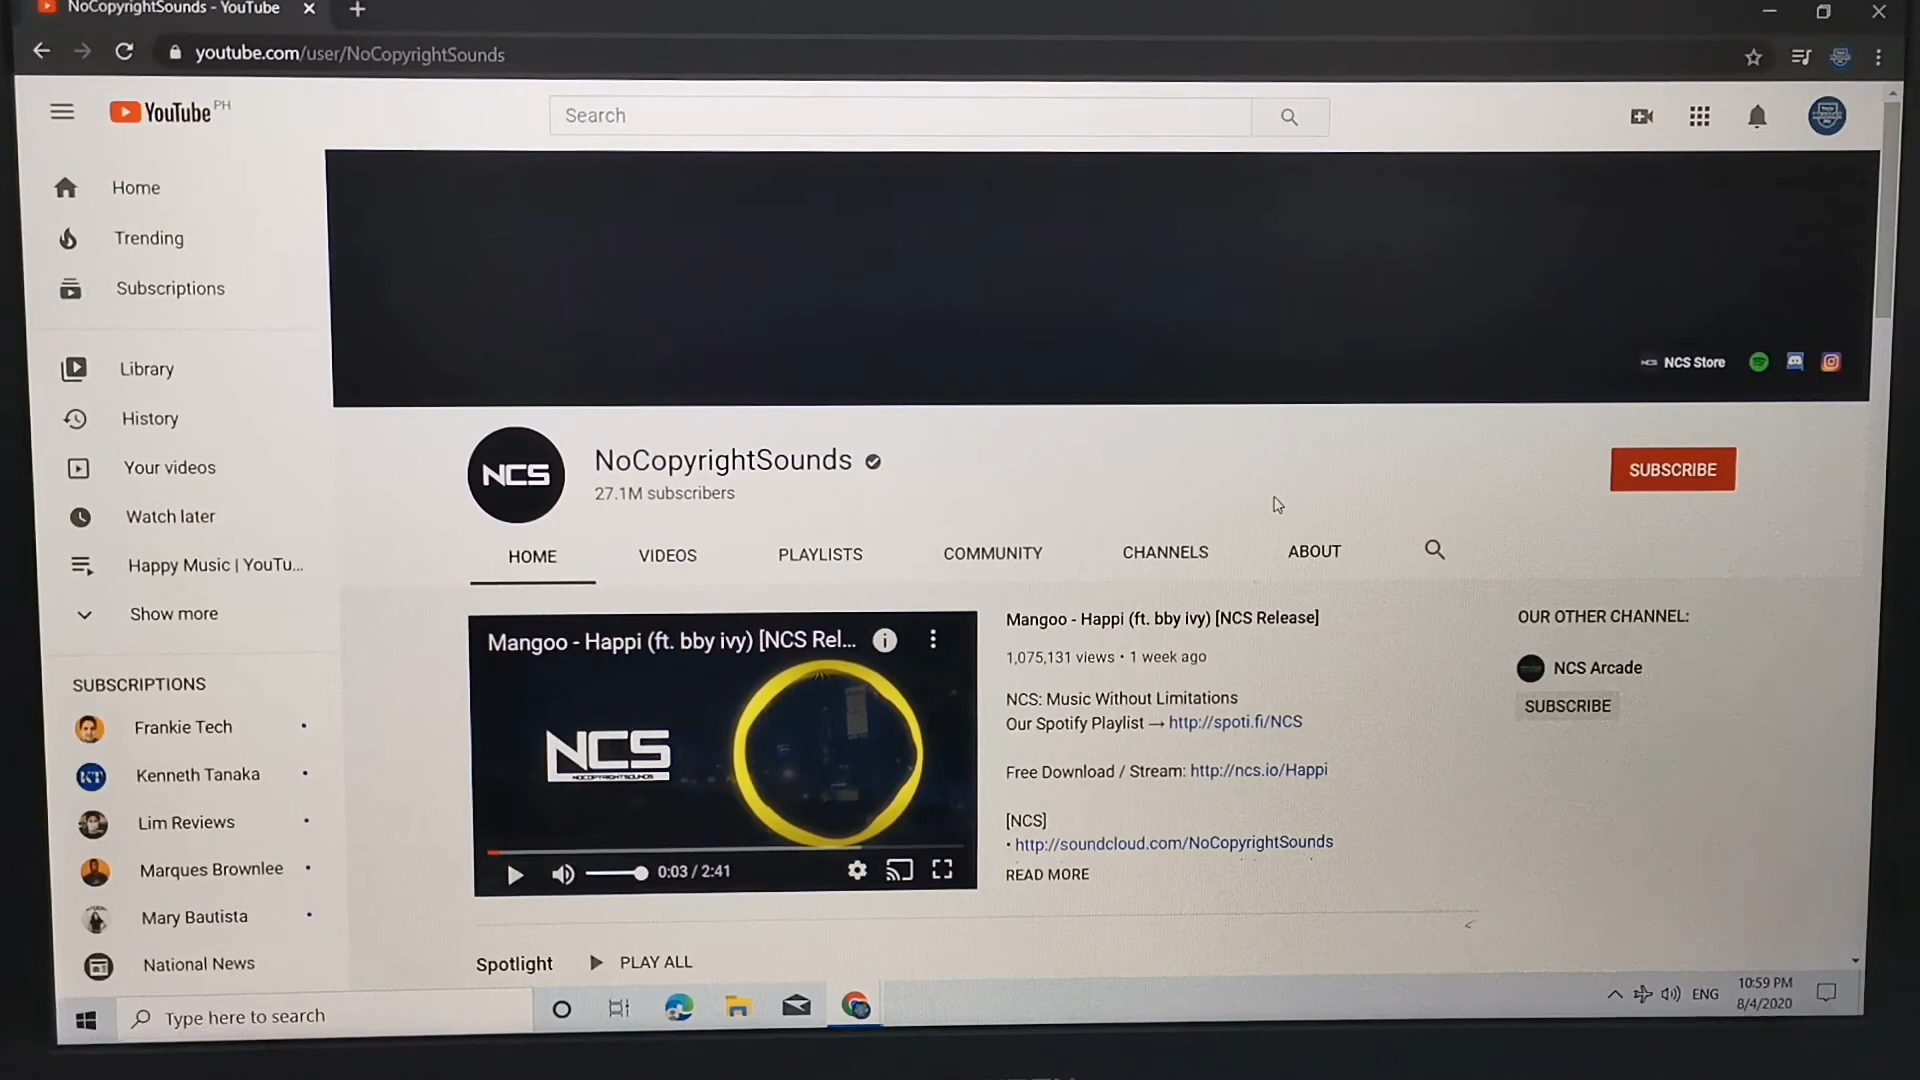 NoCopyrightSounds - YouTube
youtube.com/user/NoCopyrightSounds
YouTube PH
Search
Home
Trending
Subscriptions
Library
History
Your videos
Watch later
Happy Music | YouTu...
Show more
SUBSCRIPTIONS
Frankie Tech
Kenneth Tanaka
Lim Reviews
Marques Brownlee
Mary Bautista
National News
NCS Store
NCS
NoCopyrightSounds
27.1M subscribers
SUBSCRIBE
HOME VIDEOS PLAYLISTS COMMUNITY CHANNELS ABOUT
Mangoo - Happi (ft. bby ivy) [NCS Rel...
NCS
NOCOPYRIGHTSOUNDS
0:03 / 2:41
Mangoo - Happi (ft. bby ivy) [NCS Release]
1,075,131 views • 1 week ago
NCS: Music Without Limitations
Our Spotify Playlist → http://spoti.fi/NCS
Free Download / Stream: http://ncs.io/Happi
[NCS]
• http://soundcloud.com/NoCopyrightSounds
READ MORE
OUR OTHER CHANNEL:
NCS Arcade
SUBSCRIBE
Spotlight PLAY ALL
Type here to search
ENG
10:59 PM
8/4/2020